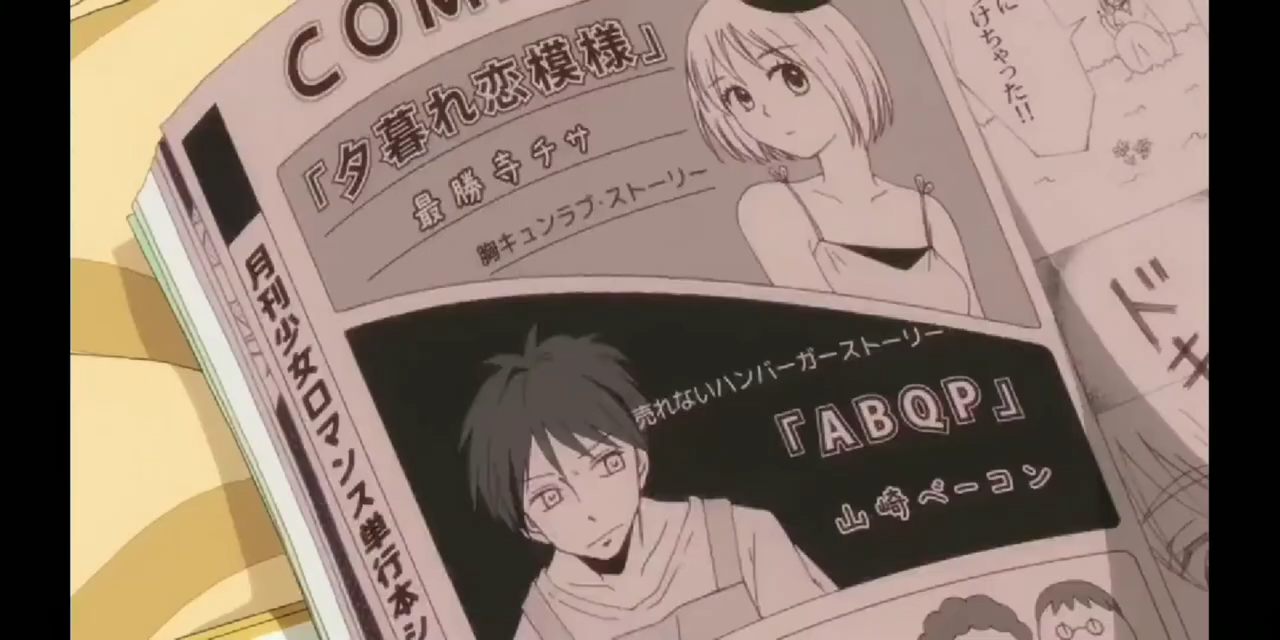 COM
『夕暮れ恋模様』
最勝寺チサ
胸キュンラブ・ストーリー
売れないハンバーガーストーリー
『ABQP』
山崎ベーコン
月刊少女ロマンス単行本シ
に
けちゃった!!
ドキ